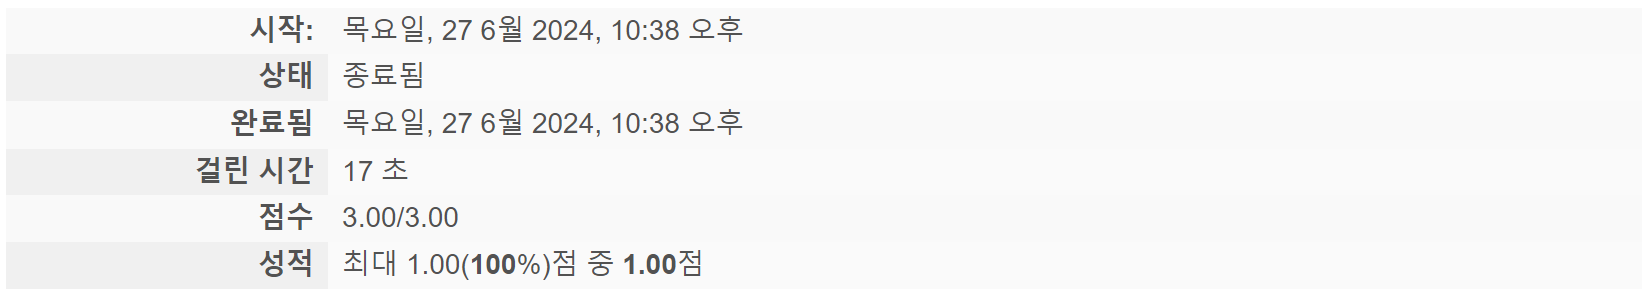 시작: 목요일, 27 6월 2024, 10:38 오후
상태 종료됨
완료됨 목요일, 27 6월 2024, 10:38 오후
걸린 시간 17 초
점수 3.00/3.00
성적 최대 1.00(100%)점 중 1.00점